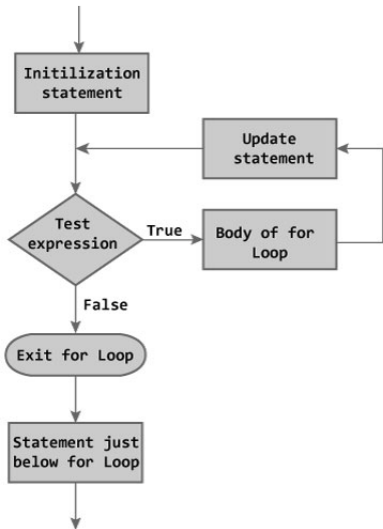 Initilization
statement
Update
statement
Test
expression
True
Body of for
Loop
False
Exit for Loop
Statement just
below for Loop